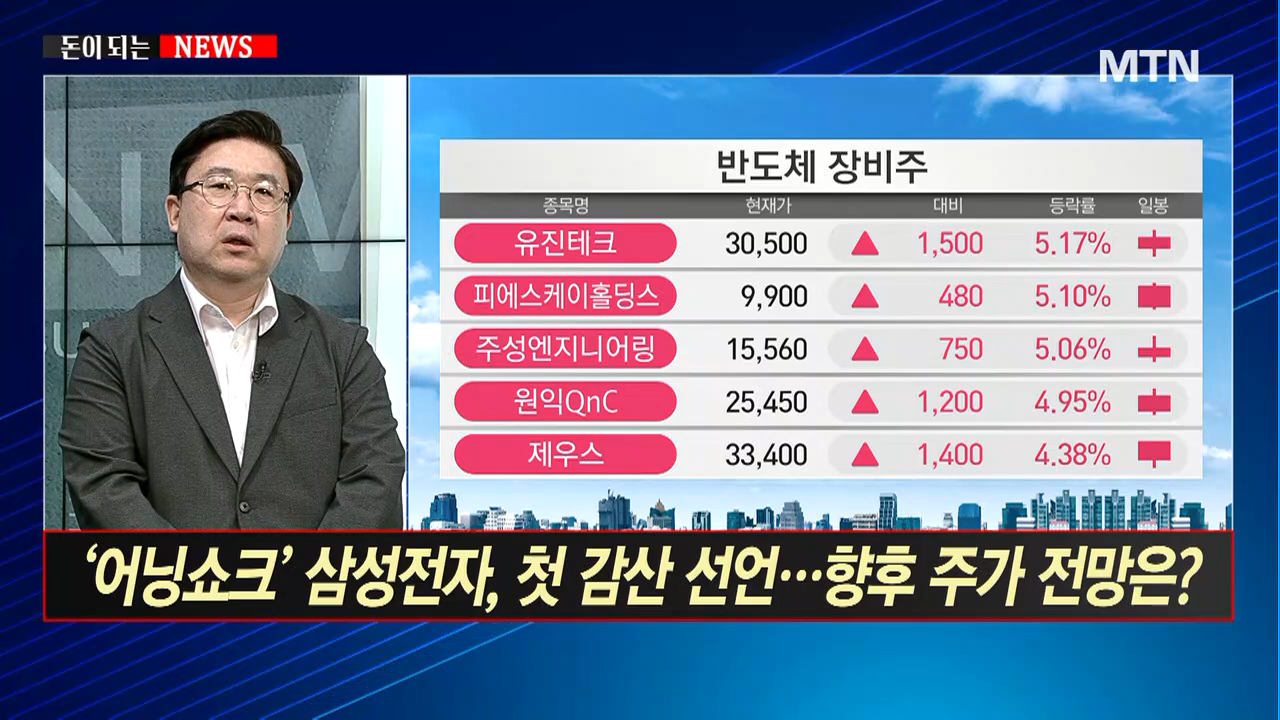 돈이 되는 NEWS
MTN
반도체 장비주
종목명 현재가 대비 등락률 일봉
유진테크 30,500 ▲ 1,500 5.17%
피에스케이홀딩스 9,900 ▲ 480 5.10%
주성엔지니어링 15,560 ▲ 750 5.06%
원익QnC 25,450 ▲ 1,200 4.95%
제우스 33,400 ▲ 1,400 4.38%
‘어닝쇼크’ 삼성전자, 첫 감산 선언…향후 주가 전망은?